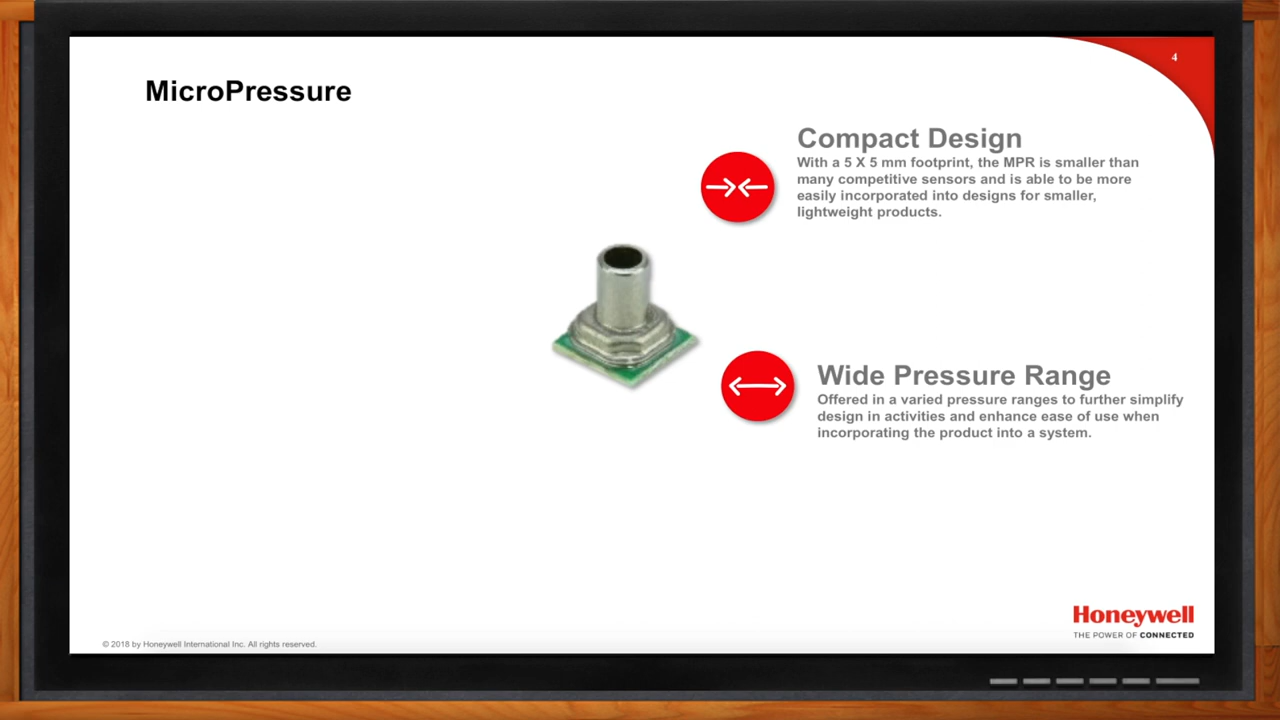 4
MicroPressure
Compact Design
With a 5 X 5 mm footprint, the MPR is smaller than
many competitive sensors and is able to be more
easily incorporated into designs for smaller,
lightweight products.
Wide Pressure Range
Offered in a varied pressure ranges to further simplify
design in activities and enhance ease of use when
incorporating the product into a system.
Honeywell
THE POWER OF CONNECTED
© 2018 by Honeywell International Inc. All rights reserved.